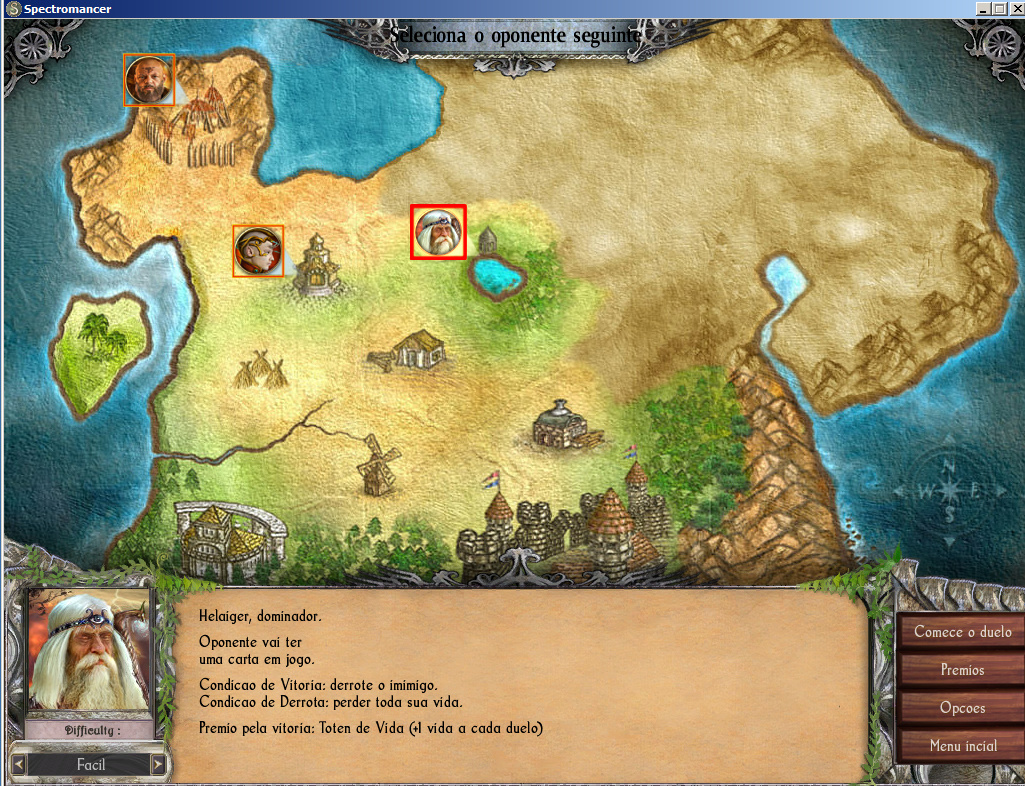 Spectromancer
Seleciona o oponente seguinte
N
W E
S
Helaiger, dominador.
Oponente vai ter
uma carta em jogo.
Condicao de Vitoria: derrote o imimigo.
Condicao de Derrota: perder toda sua vida.
Premio pela vitoria: Toten de Vida (+1 vida a cada duelo)
Difficulty :
Facil
Comece o duelo
Premios
Opcoes
Menu incial